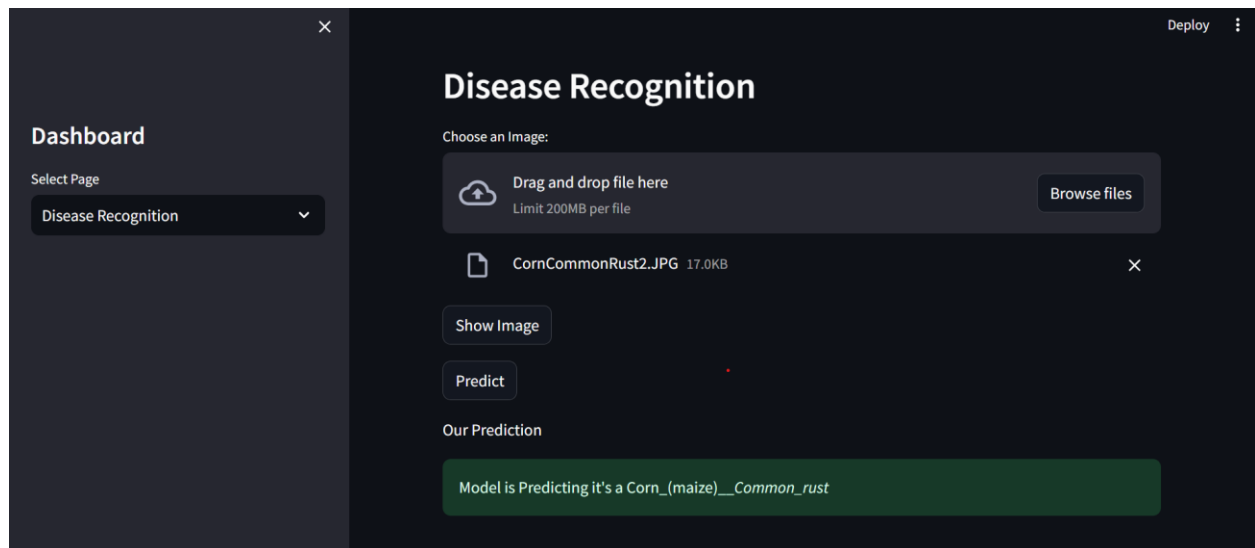 Deploy
Dashboard
Select Page
Disease Recognition
Disease Recognition
Choose an Image:
Drag and drop file here
Limit 200MB per file
Browse files
CornCommonRust2.JPG 17.0KB
Show Image
Predict
Our Prediction
Model is Predicting it's a Corn_(maize)__Common_rust